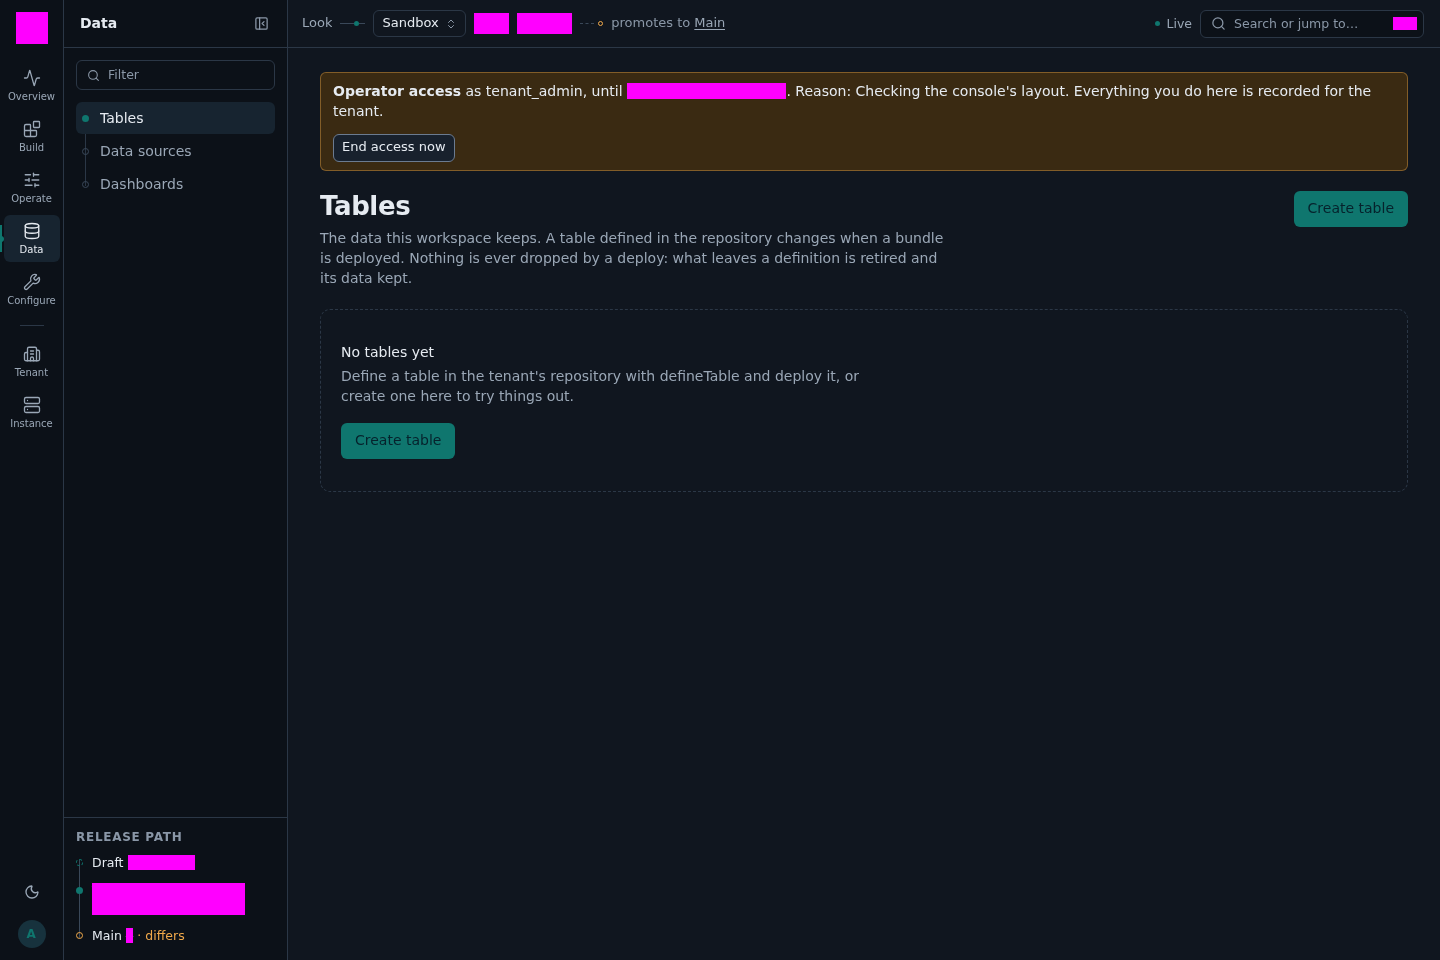 Data
Look
Sandbox
promotes to Main
Live
Search or jump to...
Overview
Build
Operate
Data
Configure
Tenant
Instance
A
Filter
Tables
Data sources
Dashboards
Operator access as tenant_admin, until . Reason: Checking the console's layout. Everything you do here is recorded for the
tenant.
End access now
Tables
Create table
The data this workspace keeps. A table defined in the repository changes when a bundle
is deployed. Nothing is ever dropped by a deploy: what leaves a definition is retired and
its data kept.
No tables yet
Define a table in the tenant's repository with defineTable and deploy it, or
create one here to try things out.
Create table
RELEASE PATH
Draft
Main · differs